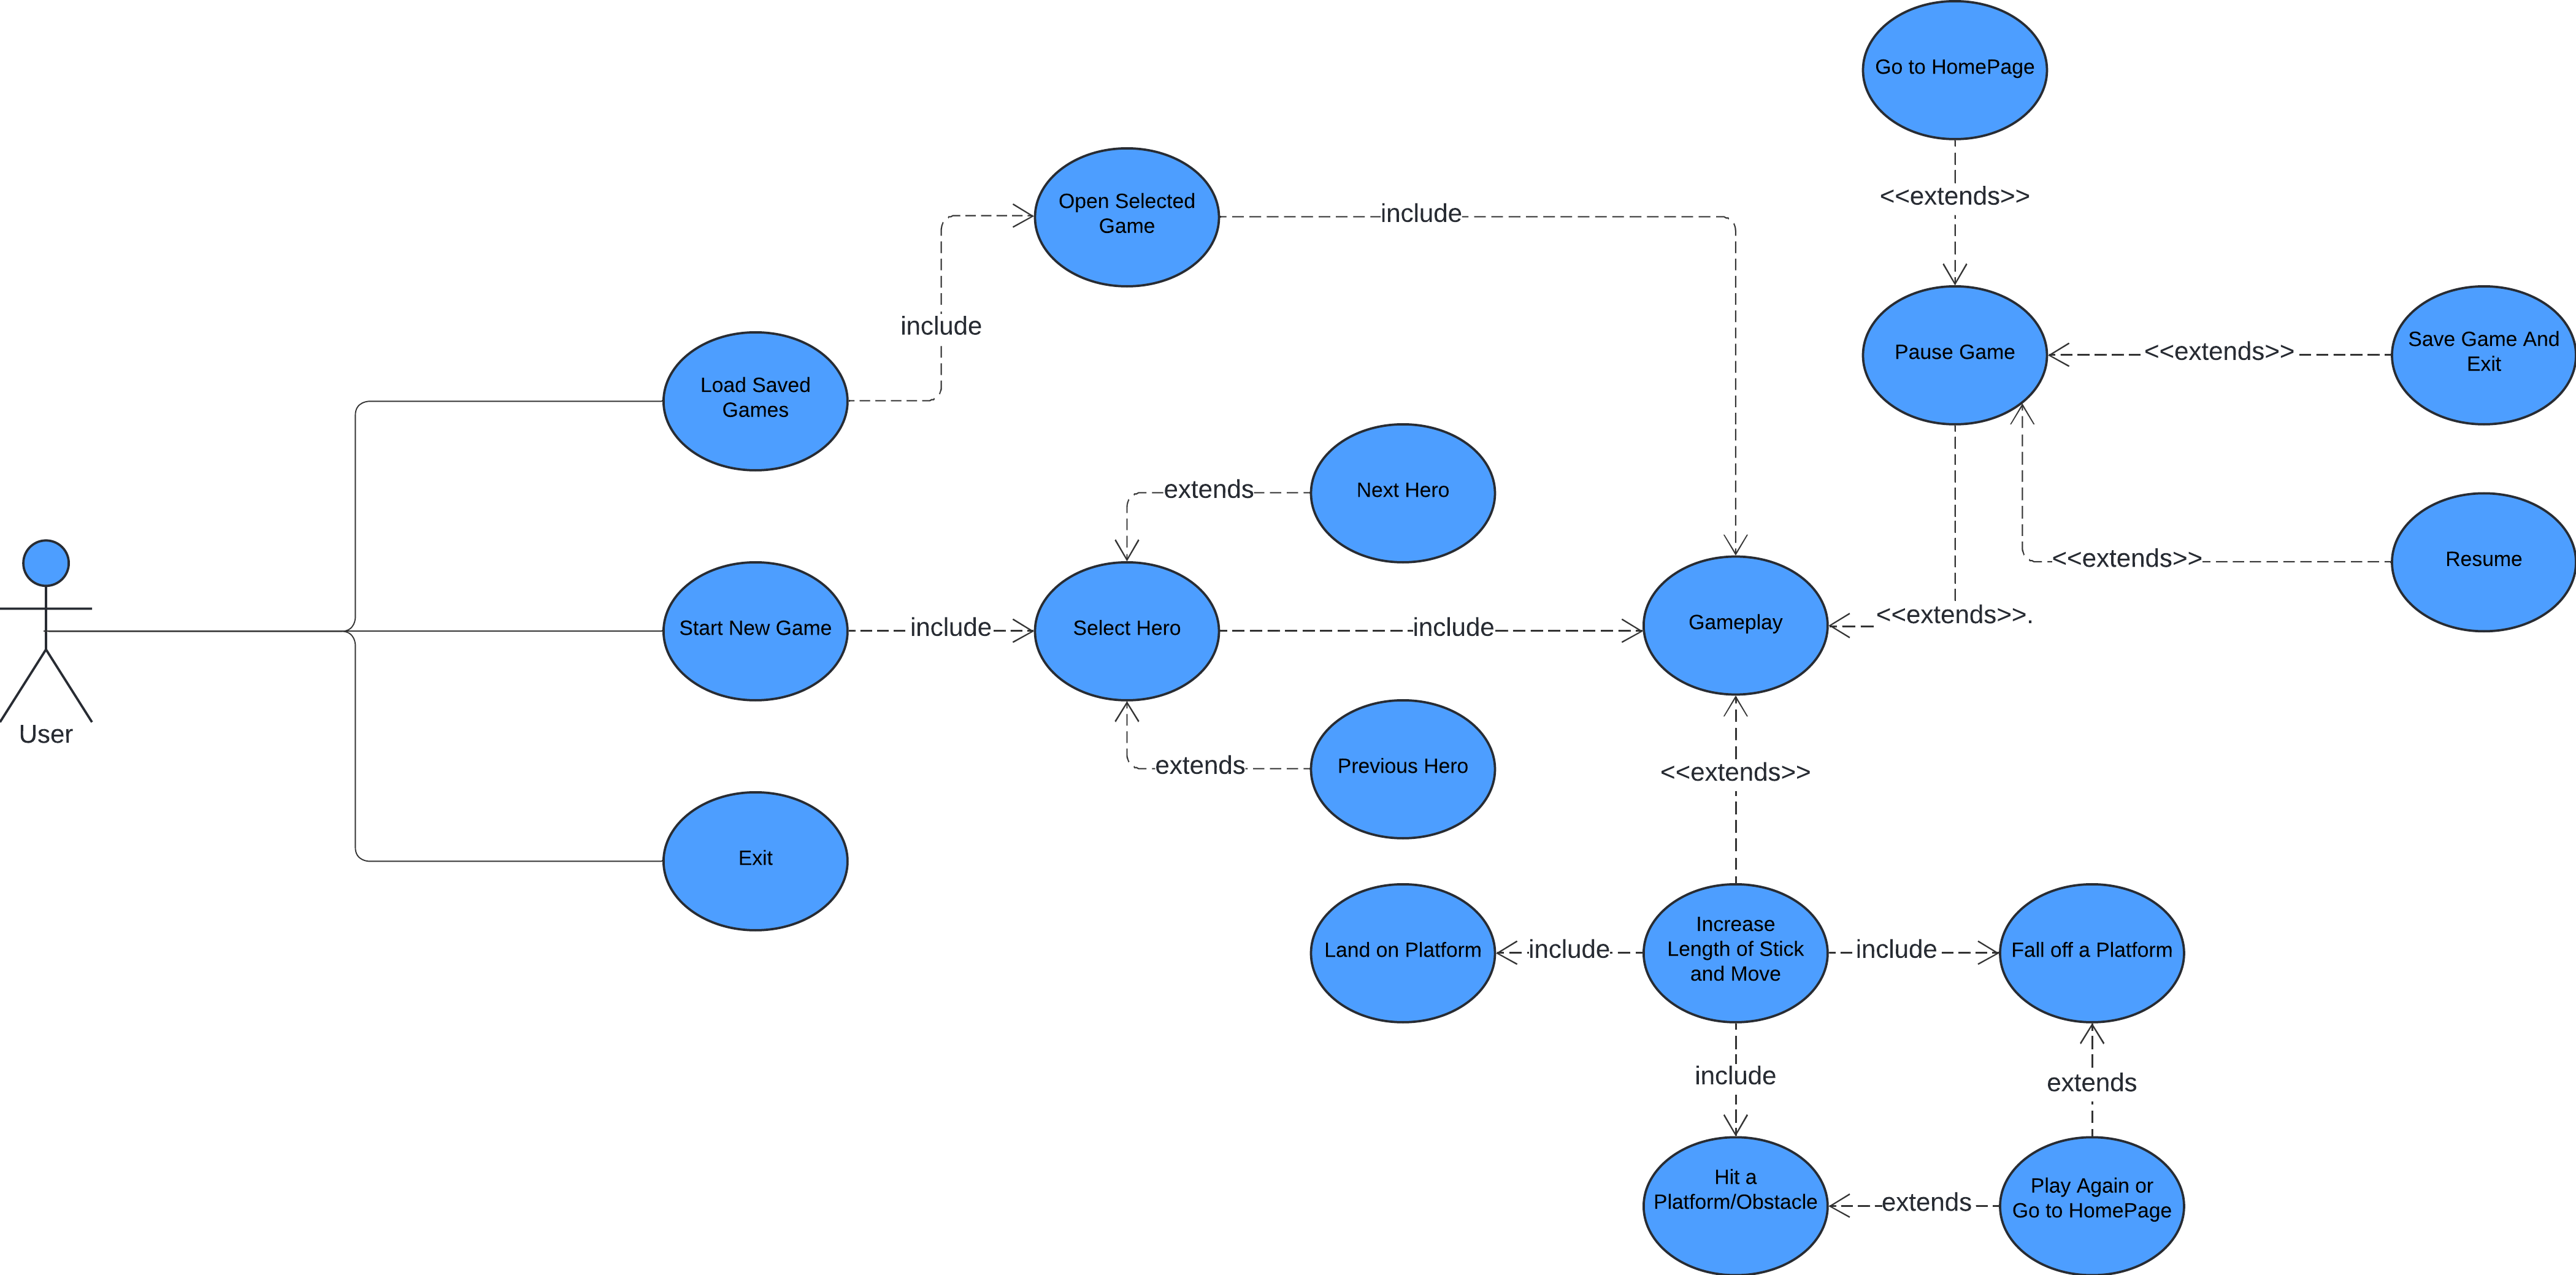 Go to HomePage
<<extends>>
Open Selected
Game
include
include
Load Saved
Games
Pause Game
<<extends>>
Save Game And
Exit
Next Hero
extends
<<extends>>
Resume
User
Start New Game
include
Select Hero
include
Gameplay
<<extends>>.
Previous Hero
extends
<<extends>>
Exit
Land on Platform
include
Increase
Length of Stick
and Move
include
Fall off a Platform
include
extends
Hit a
Platform/Obstacle
extends
Play Again or
Go to HomePage